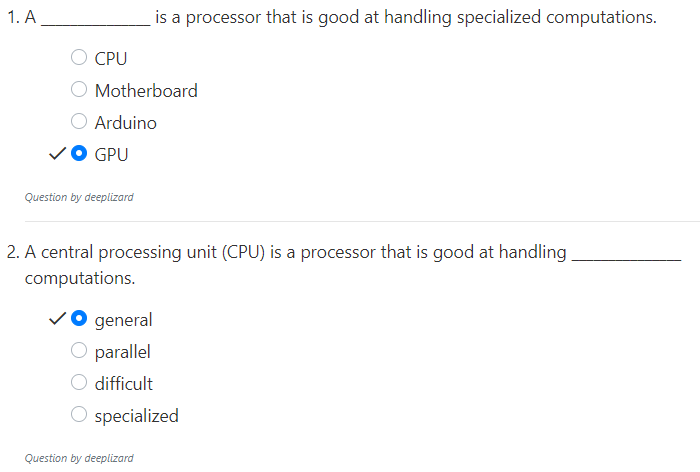 1. A ____________ is a processor that is good at handling specialized computations.
CPU
Motherboard
Arduino
GPU
Question by deeplizard
2. A central processing unit (CPU) is a processor that is good at handling ____________
computations.
general
parallel
difficult
specialized
Question by deeplizard